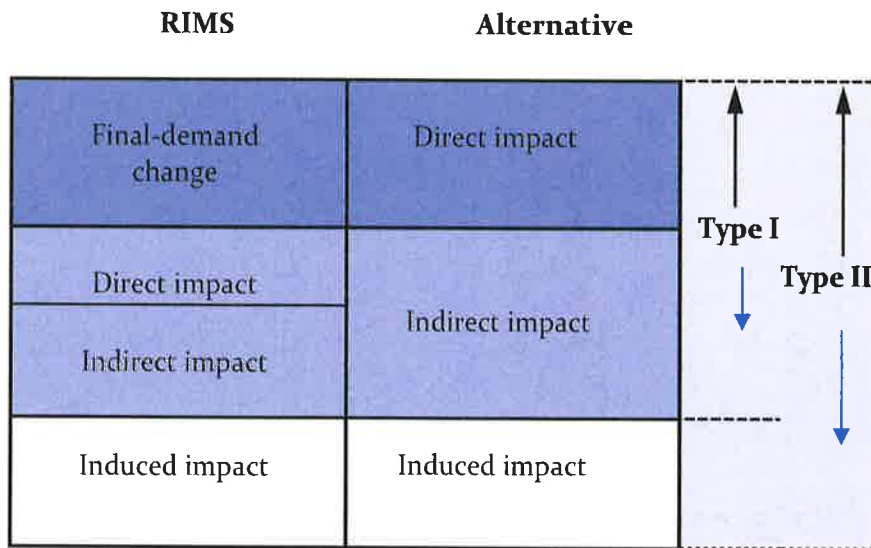 RIMS
Alternative
Final-demand
change
Direct impact
Type I
Type II
Direct impact
Indirect impact
Indirect impact
Induced impact
Induced impact